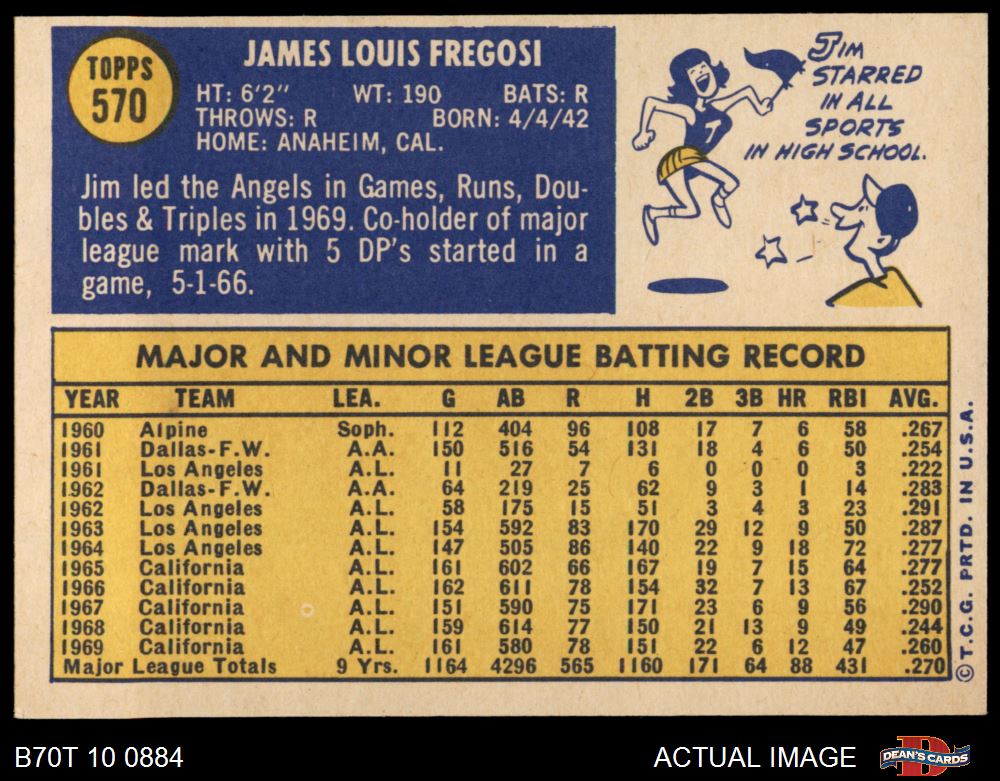 TOPPS
570
JAMES LOUIS FREGOSI
HT: 6'2" WT: 190 BATS: R
THROWS: R BORN: 4/4/42
HOME: ANAHEIM, CAL.
Jim led the Angels in Games, Runs, Dou-
bles & Triples in 1969. Co-holder of major
league mark with 5 DP's started in a
game, 5-1-66.
JIM
STARRED
IN ALL
SPORTS
IN HIGH SCHOOL.
MAJOR AND MINOR LEAGUE BATTING RECORD
YEAR TEAM LEA. G AB R H 2B 3B HR RBI AVG.
1960 Alpine Soph. 112 404 96 108 17 7 6 58 .267
1961 Dallas-F.W. A.A. 150 516 54 131 18 4 6 50 .254
1961 Los Angeles A.L. 11 27 7 6 0 0 0 3 .222
1962 Dallas-F.W. A.A. 64 219 25 62 9 3 1 14 .283
1962 Los Angeles A.L. 58 175 15 51 3 4 3 23 .291
1963 Los Angeles A.L. 154 592 83 170 29 12 9 50 .287
1964 Los Angeles A.L. 147 505 86 140 22 9 18 72 .277
1965 California A.L. 161 602 66 167 19 7 15 64 .277
1966 California A.L. 162 611 78 154 32 7 13 67 .252
1967 California A.L. 151 590 75 171 23 6 9 56 .290
1968 California A.L. 159 614 77 150 21 13 9 49 .244
1969 California A.L. 161 580 78 151 22 6 12 47 .260
Major League Totals 9 Yrs. 1164 4296 565 1160 171 64 88 431 .270
© T.C.G. PRTD. IN U.S.A.
B70T 10 0884
ACTUAL IMAGE
D
DEAN'S CARDS